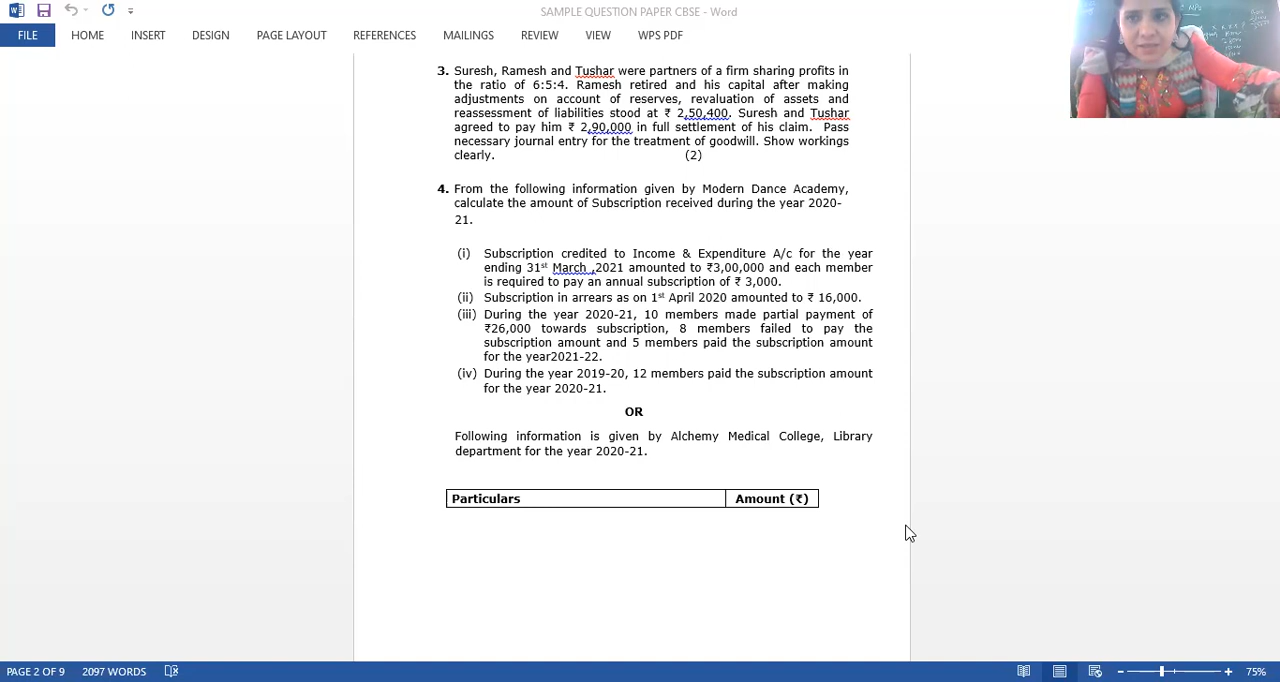 SAMPLE QUESTION PAPER CBSE - Word
FILE HOME INSERT DESIGN PAGE LAYOUT REFERENCES MAILINGS REVIEW VIEW WPS PDF
3. Suresh, Ramesh and Tushar were partners of a firm sharing profits in
the ratio of 6:5:4. Ramesh retired and his capital after making
adjustments on account of reserves, revaluation of assets and
reassessment of liabilities stood at ₹ 2,50,400. Suresh and Tushar
agreed to pay him ₹ 2,90,000 in full settlement of his claim. Pass
necessary journal entry for the treatment of goodwill. Show workings
clearly. (2)
4. From the following information given by Modern Dance Academy,
calculate the amount of Subscription received during the year 2020-
21.
(i) Subscription credited to Income & Expenditure A/c for the year
ending 31st March ,2021 amounted to ₹3,00,000 and each member
is required to pay an annual subscription of ₹ 3,000.
(ii) Subscription in arrears as on 1st April 2020 amounted to ₹ 16,000.
(iii) During the year 2020-21, 10 members made partial payment of
₹26,000 towards subscription, 8 members failed to pay the
subscription amount and 5 members paid the subscription amount
for the year2021-22.
(iv) During the year 2019-20, 12 members paid the subscription amount
for the year 2020-21.
OR
Following information is given by Alchemy Medical College, Library
department for the year 2020-21.
Particulars Amount (₹)
PAGE 2 OF 9 2097 WORDS 75%